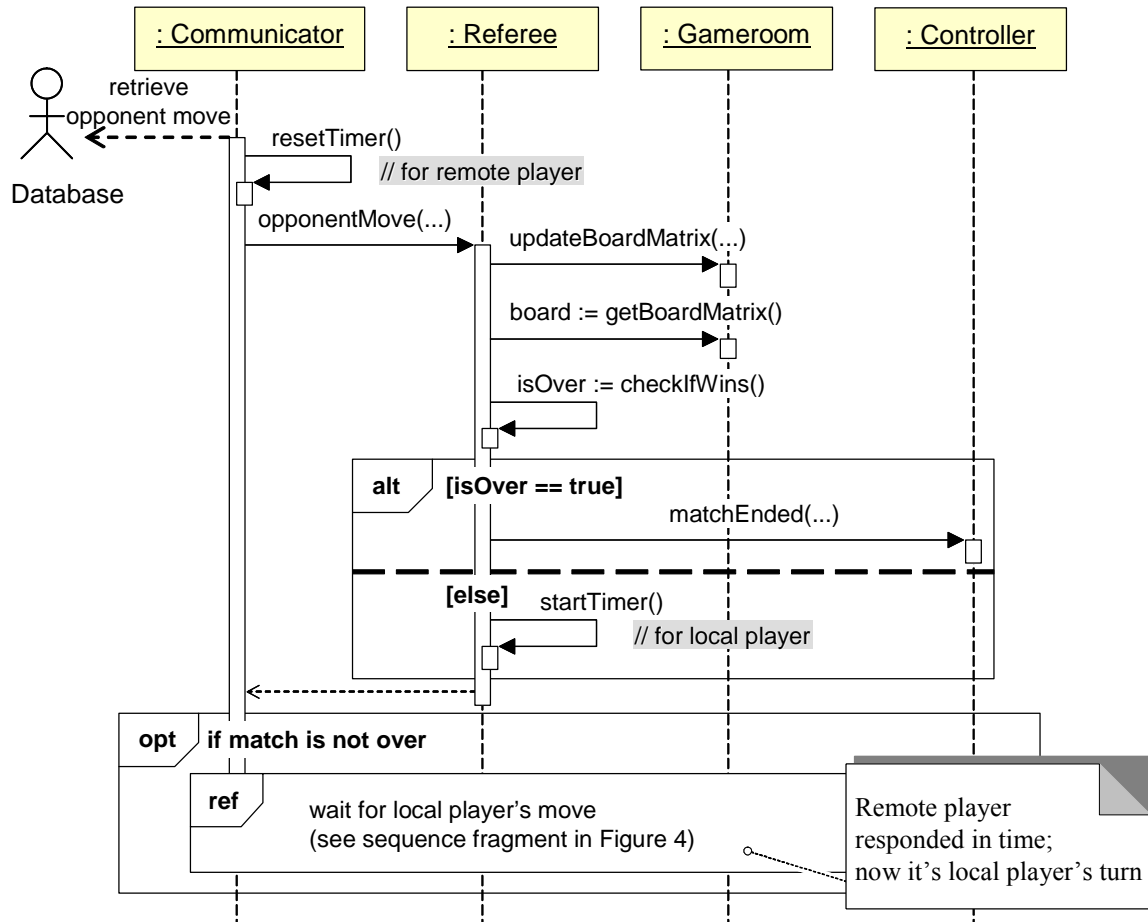 : Communicator
: Referee
: Gameroom
: Controller
retrieve
opponent move
Database
resetTimer()
// for remote player
opponentMove(...)
updateBoardMatrix(...)
board := getBoardMatrix()
isOver := checkIfWins()
alt
[isOver == true]
matchEnded(...)
[else]
startTimer()
// for local player
opt
if match is not over
ref
wait for local player's move
(see sequence fragment in Figure 4)
Remote player
responded in time;
now it's local player's turn